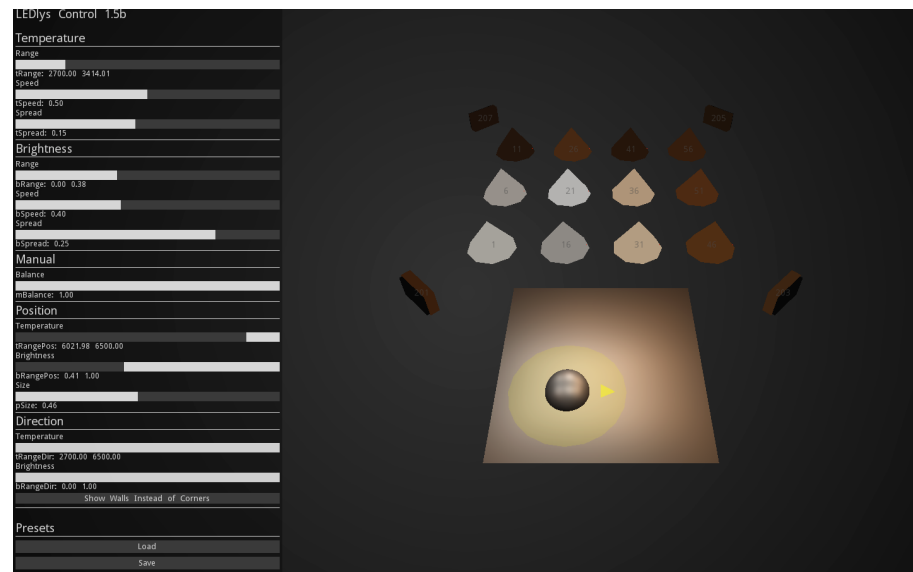 LEDlys Control 1.5b
Temperature
Range
tRange: 2700.00 3414.01
Speed
tSpeed: 0.50
Spread
tSpread: 0.15
Brightness
Range
bRange: 0.00 0.38
Speed
bSpeed: 0.40
Spread
bSpread: 0.25
Manual
Balance
mBalance: 1.00
Position
Temperature
tRangePos: 6021.98 6500.00
Brightness
bRangePos: 0.41 1.00
Size
pSize: 0.46
Direction
Temperature
tRangeDir: 2700.00 6500.00
Brightness
bRangeDir: 0.00 1.00
Show Walls Instead of Corners
Presets
Load
Save
207 205
11 41 56
6 21 36
1 16 31